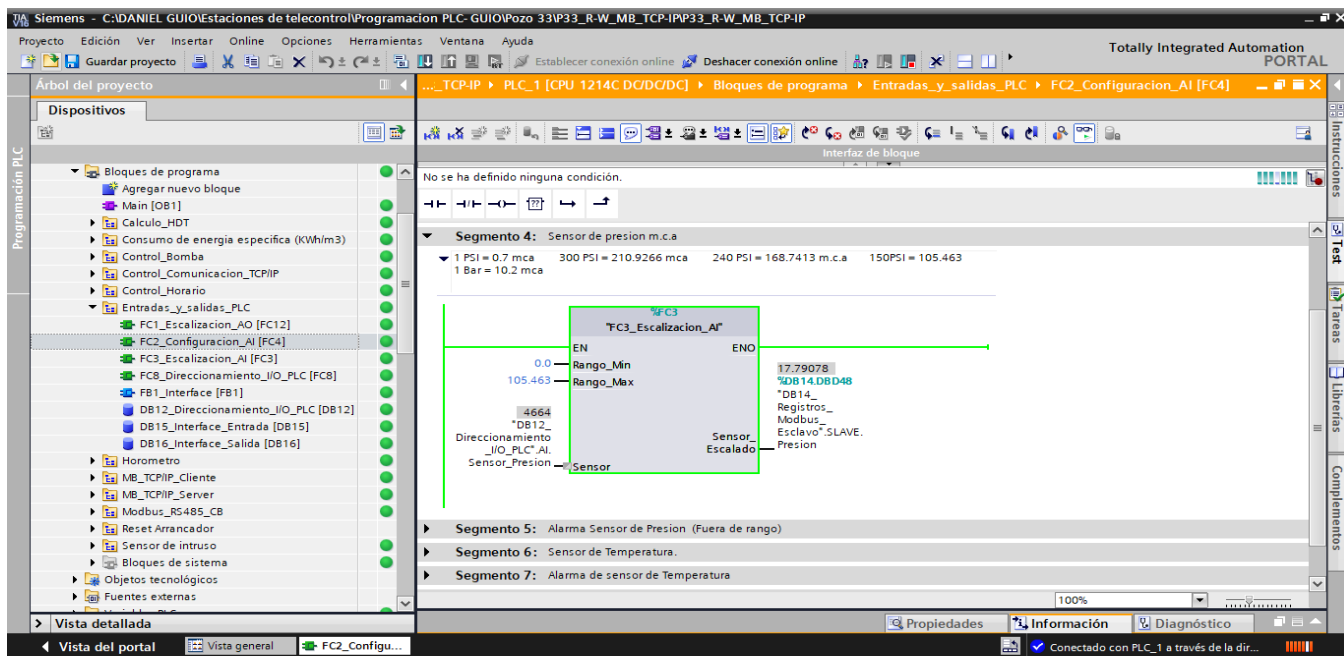 Siemens - C:\DANIEL GUIO\Estaciones de telecontrol\Programacion PLC- GUIO\Pozo 33\P33_R-W_MB_TCP-IP\P33_R-W_MB_TCP-IP
Proyecto Edición Ver Insertar Online Opciones Herramientas Ventana Ayuda
Totally Integrated Automation
PORTAL
Guardar proyecto
Establecer conexión online
Deshacer conexión online
Árbol del proyecto
..._TCP-IP PLC_1 [CPU 1214C DC/DC/DC] Bloques de programa Entradas_y_salidas_PLC FC2_Configuracion_AI [FC4]
Dispositivos
Programación PLC
Bloques de programa
Agregar nuevo bloque
Main [OB1]
Calculo_HDT
Consumo de energia especifica (KWh/m3)
Control_Bomba
Control_Comunicacion_TCP/IP
Control_Horario
Entradas_y_salidas_PLC
FC1_Escalizacion_AO [FC12]
FC2_Configuracion_AI [FC4]
FC3_Escalizacion_AI [FC3]
FC8_Direccionamiento_I/O_PLC [FC8]
FB1_Interface [FB1]
DB12_Direccionamiento_I/O_PLC [DB12]
DB15_Interface_Entrada [DB15]
DB16_Interface_Salida [DB16]
Horometro
MB_TCP/IP_Cliente
MB_TCP/IP_Server
Modbus_RS485_CB
Reset Arrancador
Sensor de intruso
Bloques de sistema
Objetos tecnológicos
Fuentes externas
Vista detallada
Interfaz de bloque
No se ha definido ninguna condición.
??
Segmento 4: Sensor de presion m.c.a
1 PSI = 0.7 mca 300 PSI = 210.9266 mca 240 PSI = 168.7413 m.c.a 150PSI = 105.463
1 Bar = 10.2 mca
%FC3
"FC3_Escalizacion_AI"
EN ENO
0.0 Rango_Min
105.463 Rango_Max
4664
"DB12_
Direccionamiento
_I/O_PLC".AI.
Sensor_Presion
Sensor
Sensor_
Escalado
17.79078
%DB14.DBD48
"DB14_
Registros_
Modbus_
Esclavo".SLAVE.
Presion
Segmento 5: Alarma Sensor de Presion (Fuera de rango)
Segmento 6: Sensor de Temperatura.
Segmento 7: Alarma de sensor de Temperatura
100%
Propiedades
Información
Diagnóstico
Instrucciones
Test
Tareas
Librerías
Complementos
Vista del portal
Vista general
FC2_Configu...
Conectado con PLC_1 a través de la dir...